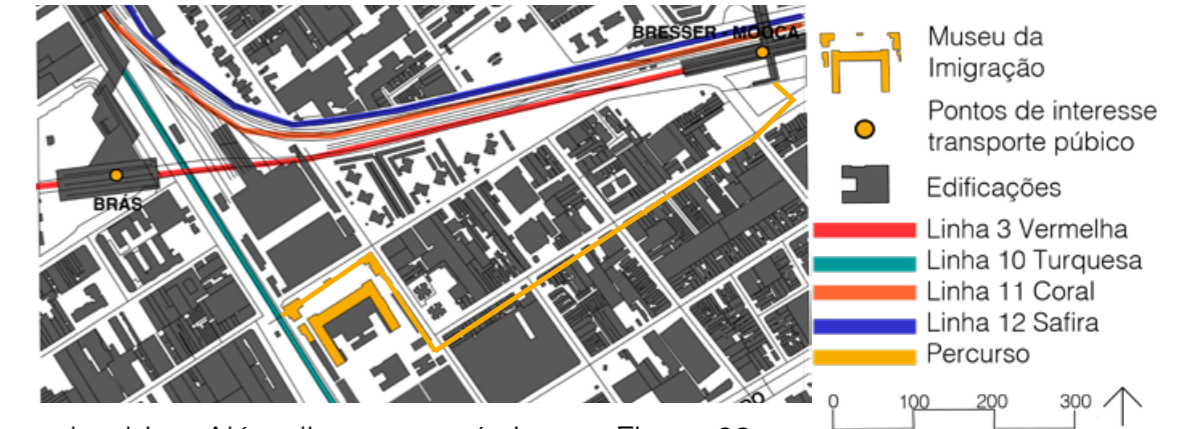 BRESSER - MOOCA
BRÁS
Museu da
Imigração
Pontos de interesse
transporte púbico
Edificações
Linha 3 Vermelha
Linha 10 Turquesa
Linha 11 Coral
Linha 12 Safira
Percurso
0 100 200 300